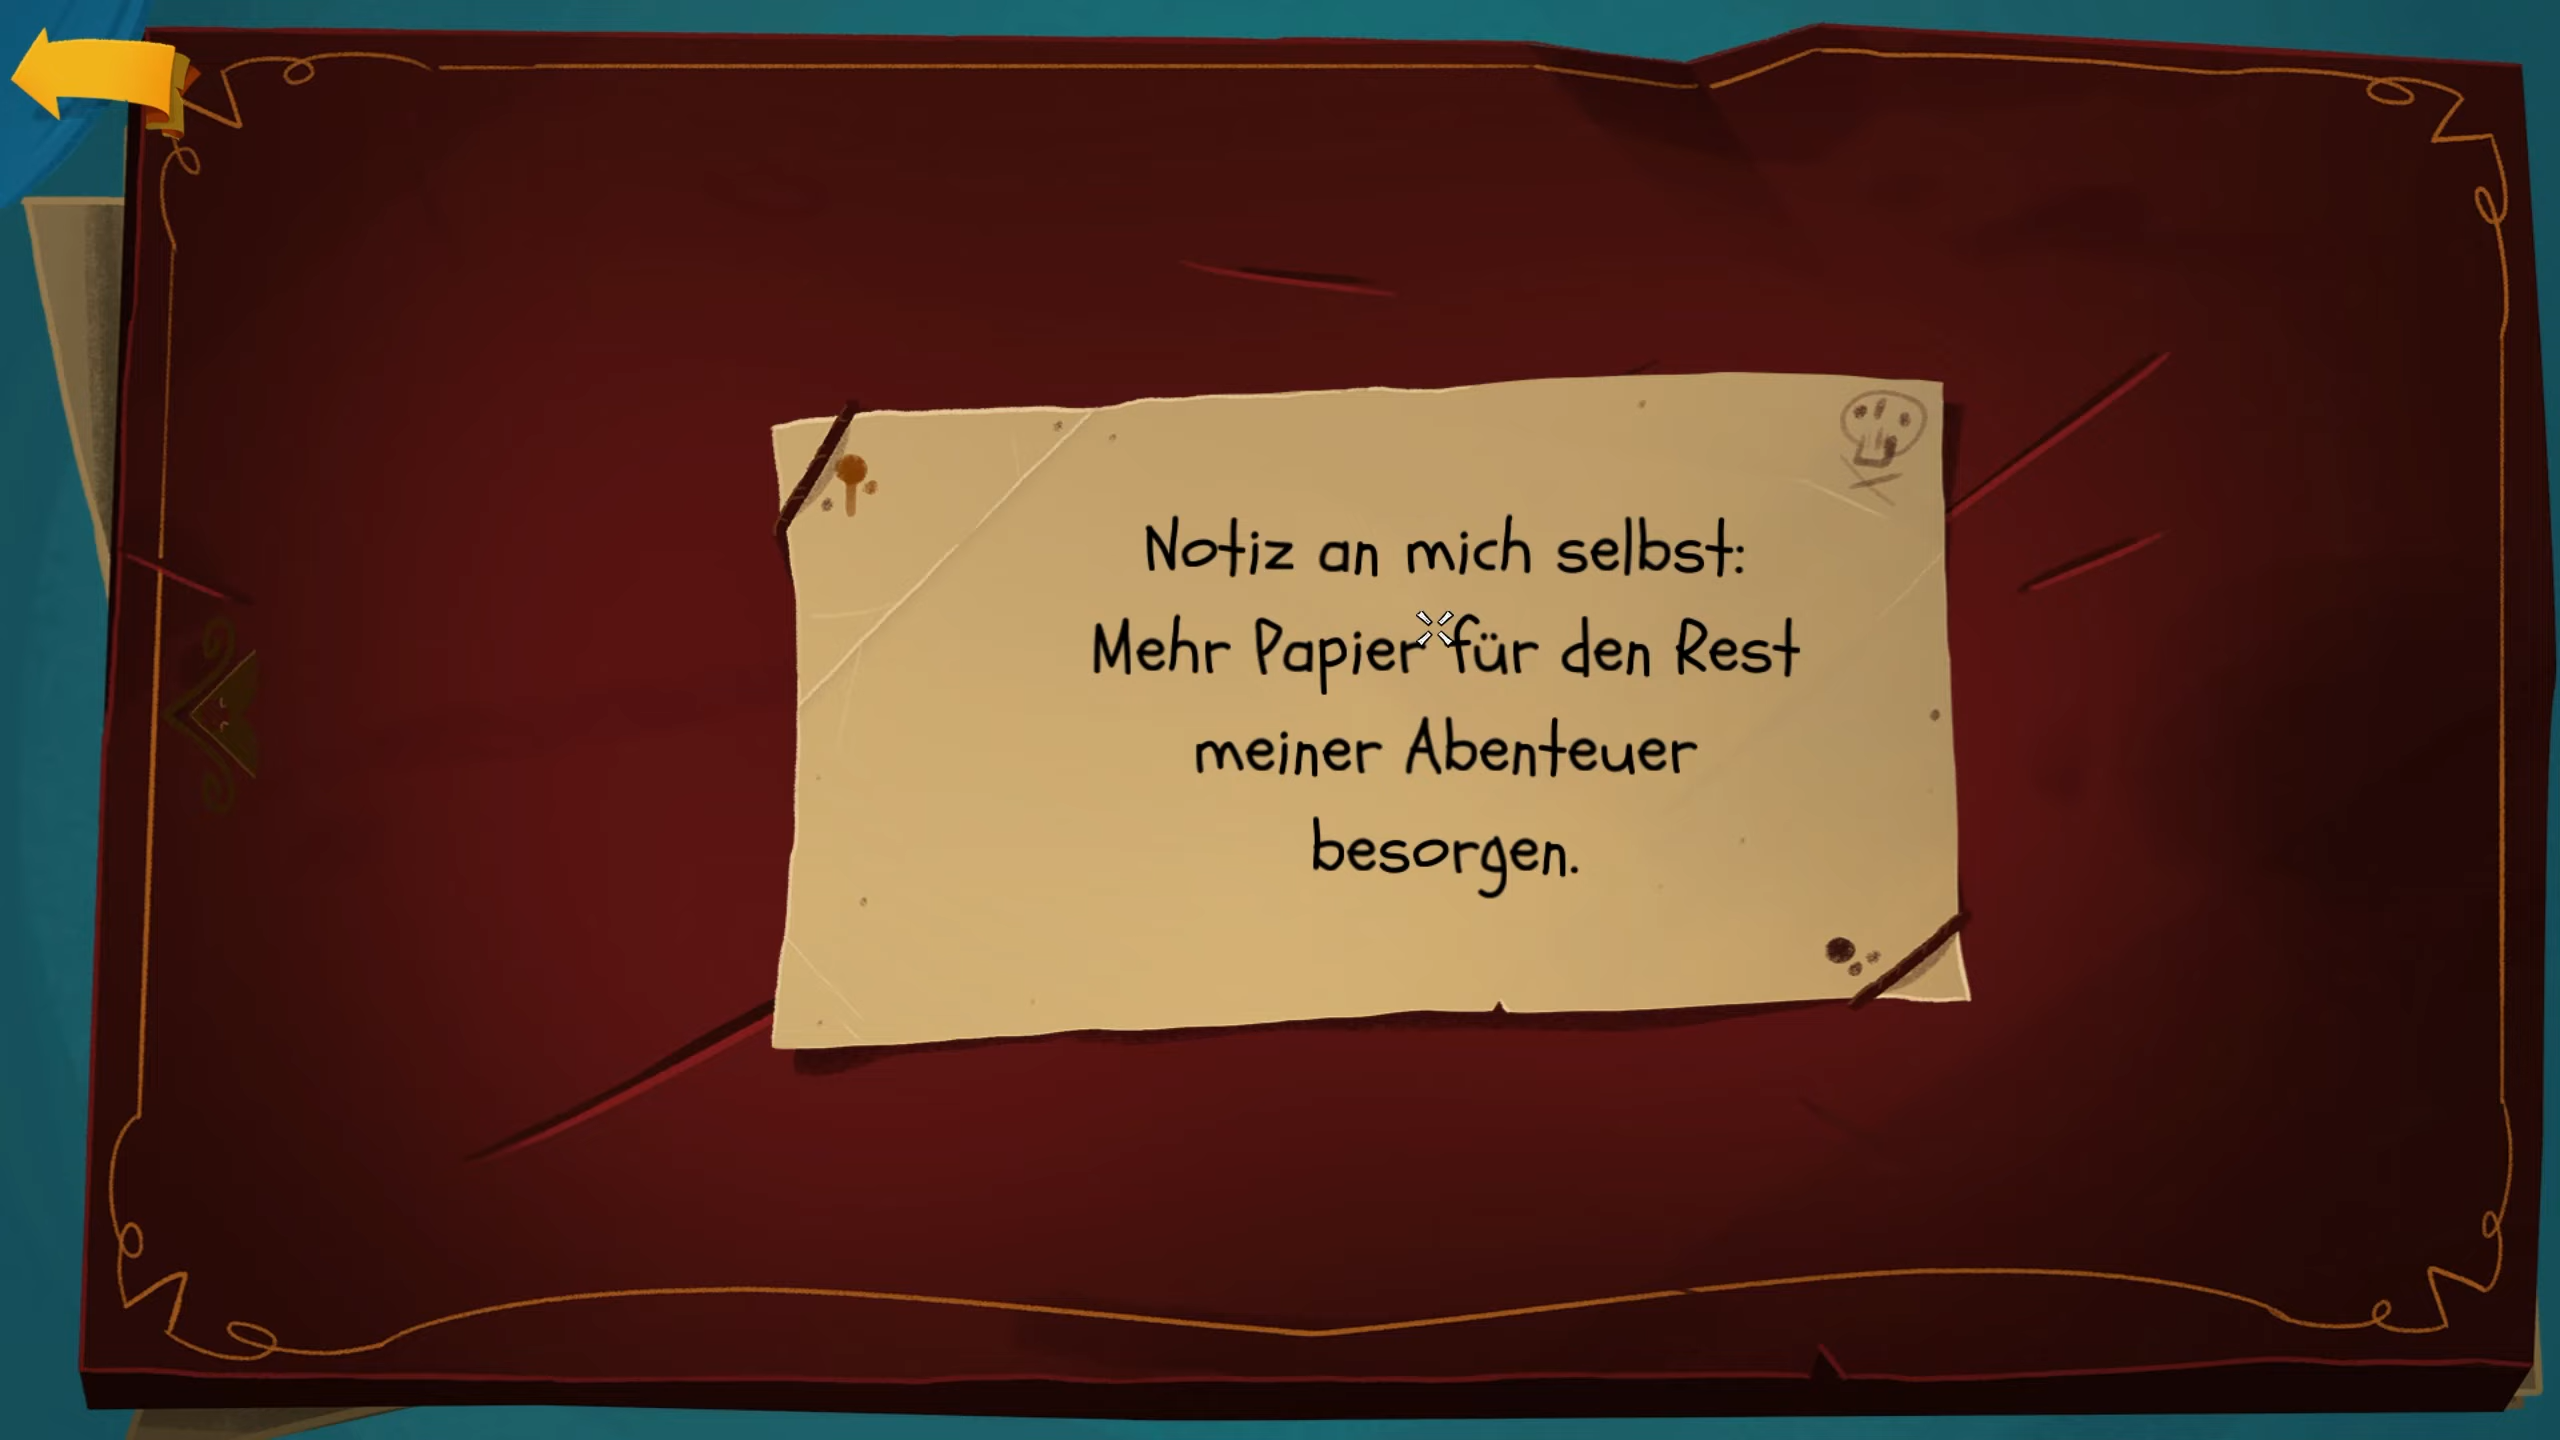 Notiz an mich selbst:
Mehr Papier für den Rest
meiner Abenteuer
besorgen.